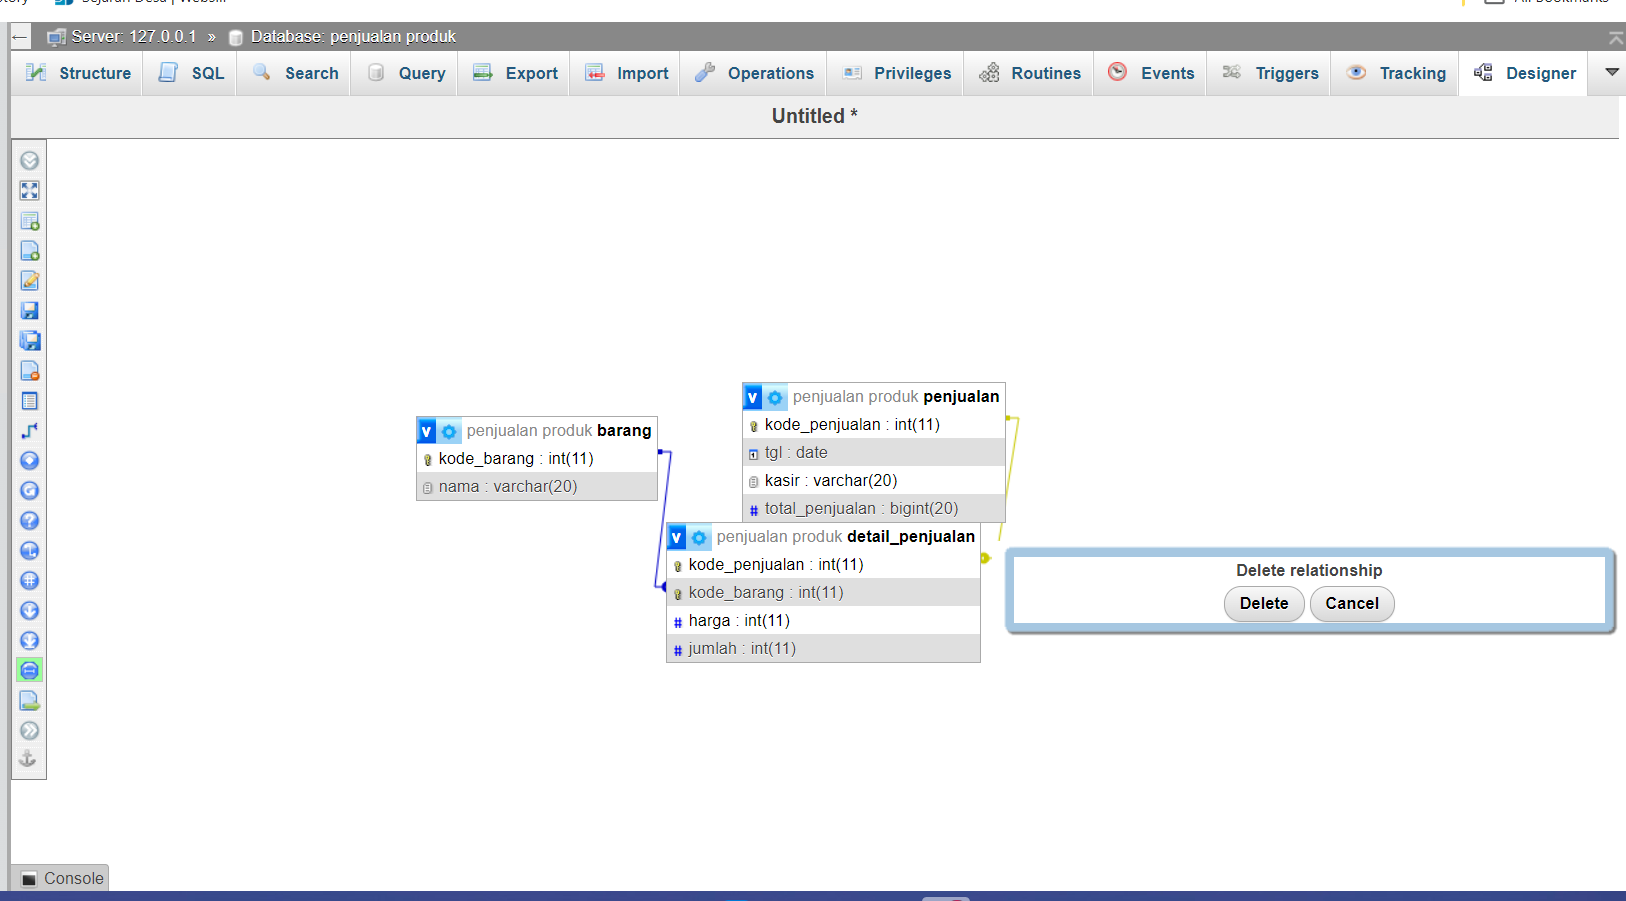 Server: 127.0.0.1 » Database: penjualan produk
Structure SQL Search Query Export Import Operations Privileges Routines Events Triggers Tracking Designer
Untitled *
penjualan produk penjualan
kode_penjualan : int(11)
tgl : date
kasir : varchar(20)
total_penjualan : bigint(20)
penjualan produk barang
kode_barang : int(11)
nama : varchar(20)
penjualan produk detail_penjualan
kode_penjualan : int(11)
kode_barang : int(11)
harga : int(11)
jumlah : int(11)
Delete relationship
Delete Cancel
Console